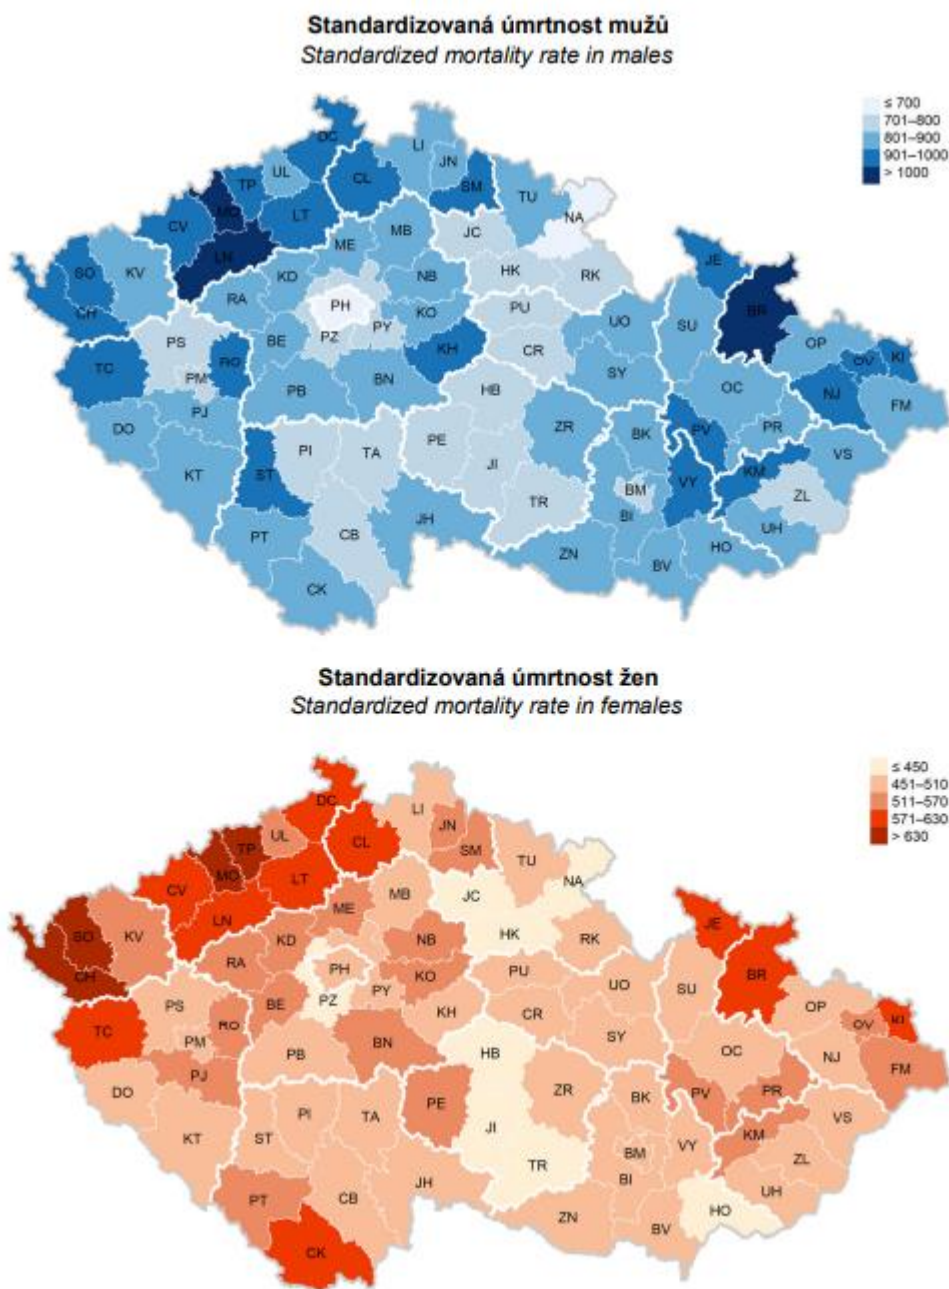 Standardizovaná úmrtnost mužů
Standardized mortality rate in males
≤ 700
701–800
801–900
901–1000
> 1000
DC
LI
JN
UL
TP
CL
SM
MO
LT
TU
CV
NA
MB
JC
ME
LN
JE
SO
KV
HK
RK
KD
NB
RA
CH
PH
BR
KO
PU
UO
SU
PS
BE
PZ
PY
OP
KH
CR
TC
RO
OV
KI
PM
SY
OC
BN
PB
HB
NJ
FM
PJ
DO
ZR
BK
PV
PR
PE
TA
PI
VS
JI
KT
ST
KM
VY
BM
ZL
TR
BI
JH
UH
PT
CB
HO
ZN
BV
CK
Standardizovaná úmrtnost žen
Standardized mortality rate in females
≤ 450
451–510
511–570
571–630
> 630
DC
LI
JN
UL
TP
CL
SM
MO
LT
TU
CV
NA
MB
JC
ME
LN
JE
SO
KV
HK
RK
KD
NB
RA
CH
PH
BR
KO
PU
UO
SU
PS
BE
PZ
PY
OP
KH
CR
TC
RO
OV
KI
PM
SY
OC
BN
PB
HB
NJ
FM
PJ
DO
ZR
BK
PV
PR
PE
TA
PI
VS
JI
KT
ST
KM
VY
BM
ZL
TR
BI
JH
UH
PT
CB
HO
ZN
BV
CK